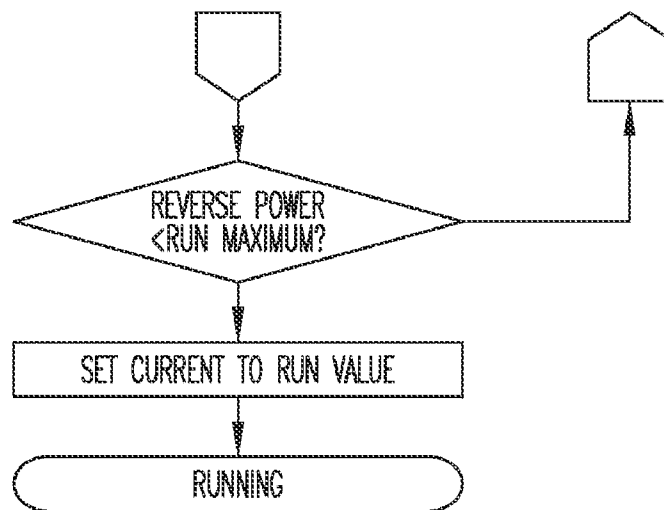 REVERSE POWER
<RUN MAXIMUM?
SET CURRENT TO RUN VALUE
RUNNING